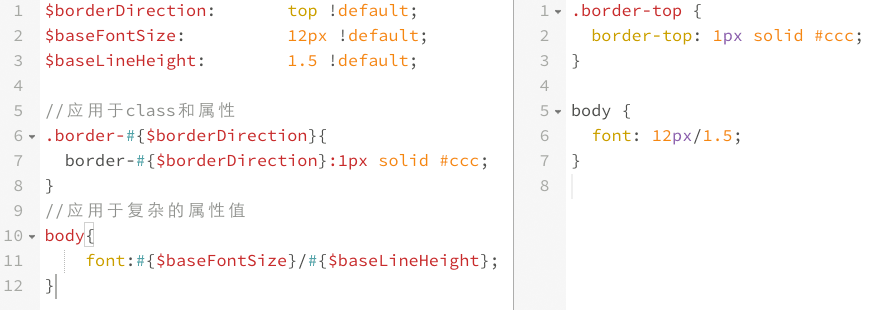 1 $borderDirection: top !default;
2 $baseFontSize: 12px !default;
3 $baseLineHeight: 1.5 !default;
4
5 //应用于class和属性
6 .border-#{$borderDirection}{
7 border-#{$borderDirection}:1px solid #ccc;
8 }
9 //应用于复杂的属性值
10 body{
11 font:#{$baseFontSize}/#{$baseLineHeight};
12 }
1 .border-top {
2 border-top: 1px solid #ccc;
3 }
4
5 body {
6 font: 12px/1.5;
7 }
8